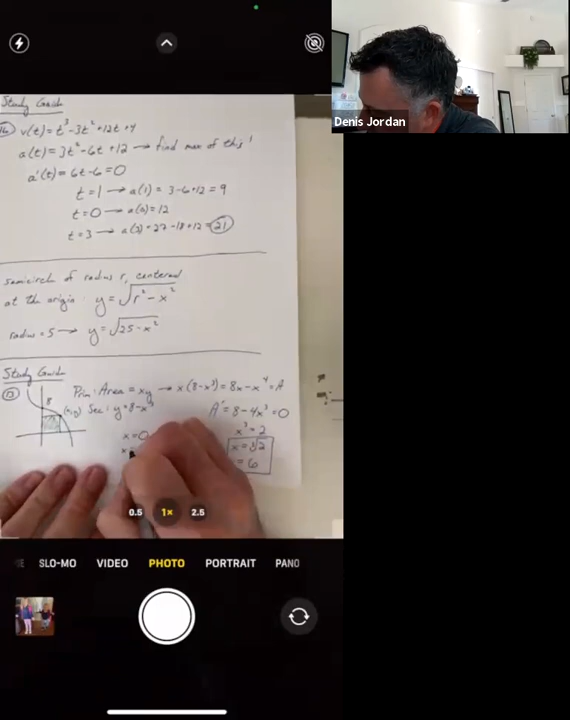 Denis Jordan
Study Guide
v(t) = t³ - 3t² + 12t + 4
a(t) = 3t² - 6t + 12 → find max of this!
a'(t) = 6t - 6 = 0
t = 1 → a(1) = 3 - 6 + 12 = 9
t = 0 → a(0) = 12
t = 3 → a(3) = 27 - 18 + 12 = 21
semicircle of radius r, centered
at the origin: y = √(r² - x²)
radius = 5 → y = √(25 - x²)
Study Guide
13
Prim: Area = xy → x(8 - x³) = 8x - x⁴ = A
8
(x,y) Sec: y = 8 - x³
A' = 8 - 4x³ = 0
x = 0
x³ = 2
x = ∛2
= 6
0.5 1× 2.5
SLO-MO VIDEO PHOTO PORTRAIT PANO